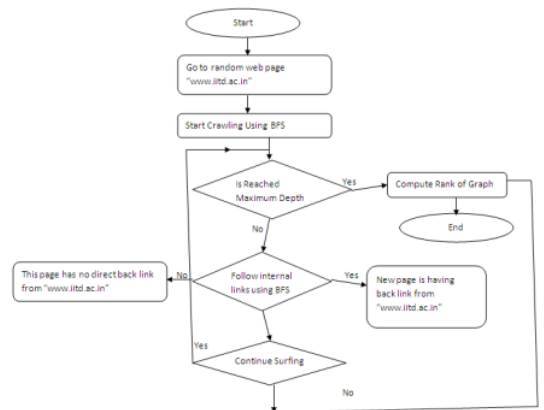 Start
Go to random web page
"www.iitd.ac.in"
Start Crawling Using BFS
Is Reached
Maximum Depth
Yes
Compute Rank of Graph
No
End
This page has no direct back link
from "www.iitd.ac.in"
No
Follow internal
links using BFS
Yes
New page is having
back link from
"www.iitd.ac.in"
Yes
Continue Surfing
No